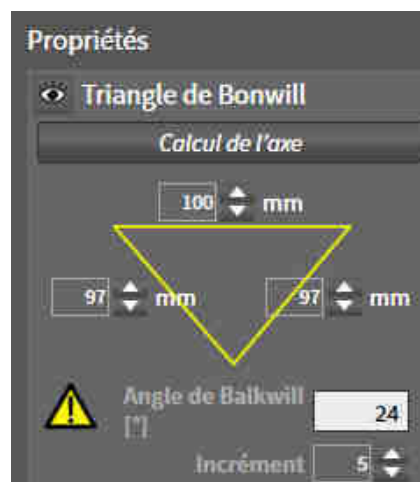 Propriétés
Triangle de Bonwill
Calcul de l'axe
100 mm
97 mm 97 mm
Angle de Balkwill
[°] 24
Incrément 5